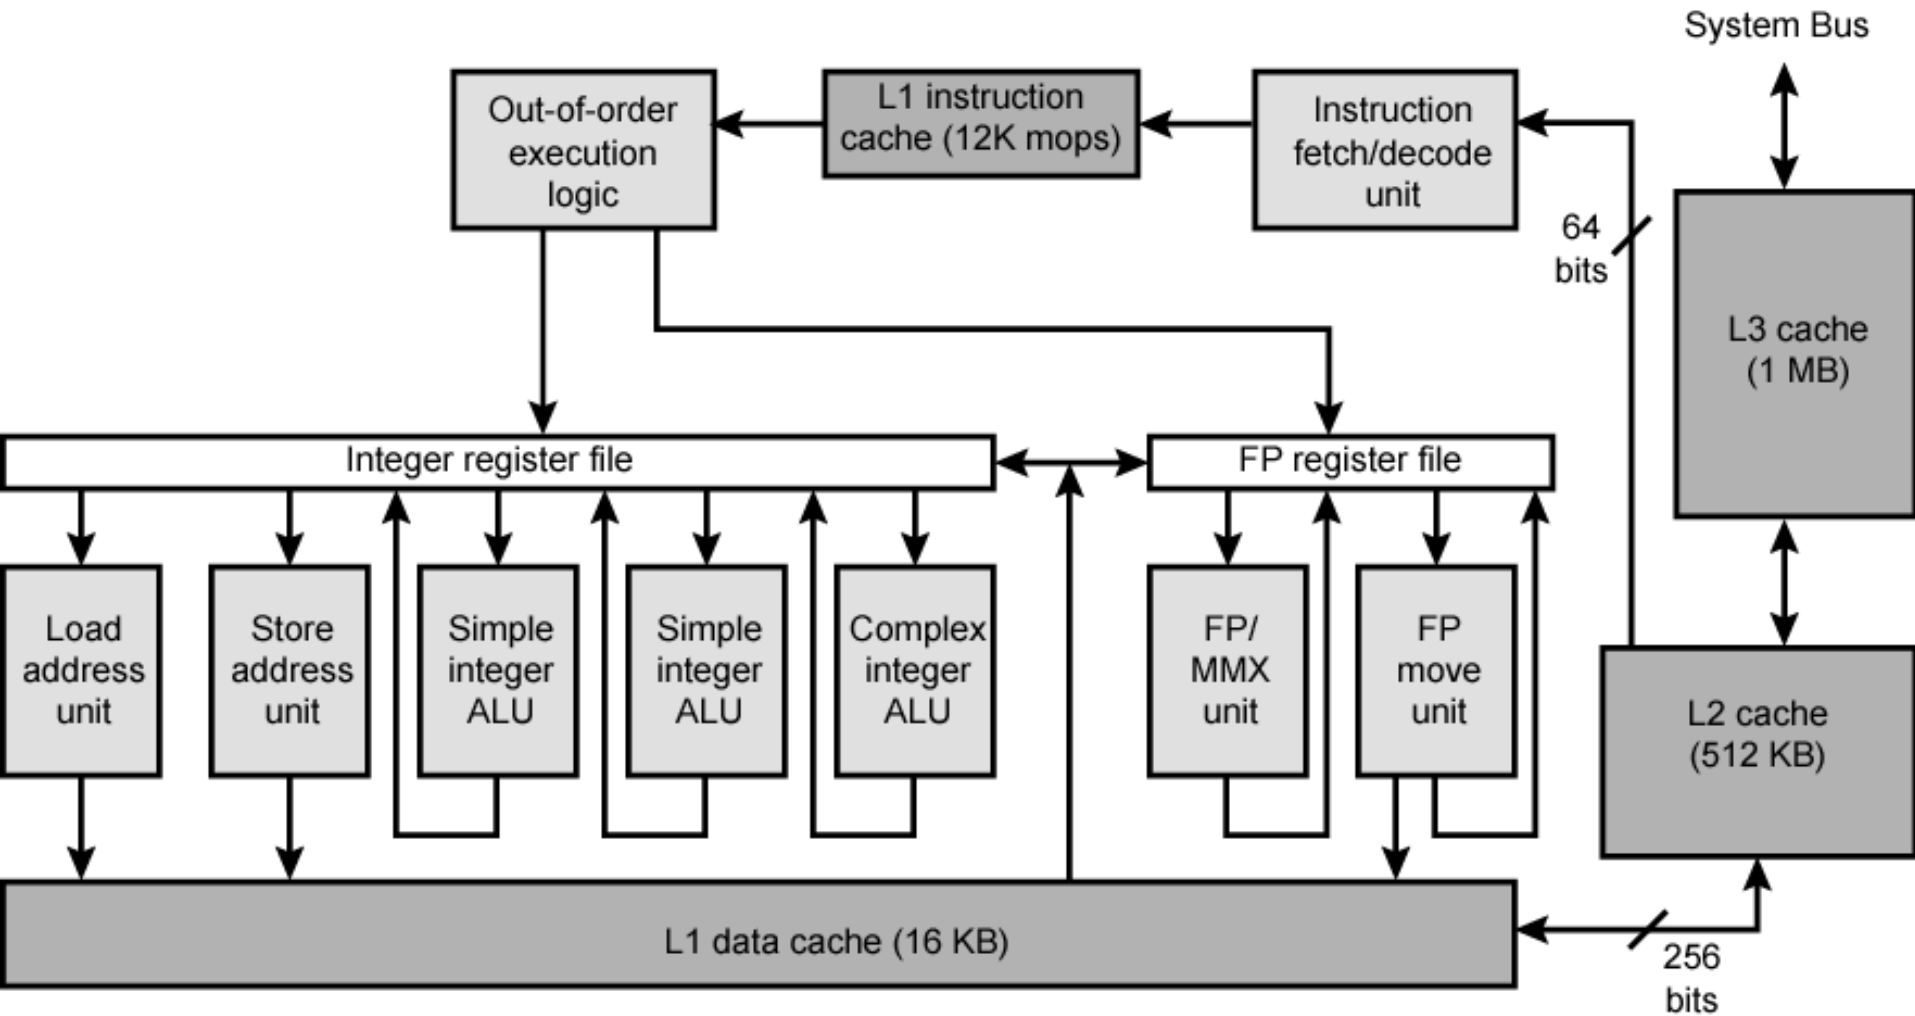 System Bus
Out-of-order
execution
logic
L1 instruction
cache (12K mops)
Instruction
fetch/decode
unit
64
bits
L3 cache
(1 MB)
Integer register file
FP register file
Load
address
unit
Store
address
unit
Simple
integer
ALU
Simple
integer
ALU
Complex
integer
ALU
FP/
MMX
unit
FP
move
unit
L2 cache
(512 KB)
L1 data cache (16 KB)
256
bits